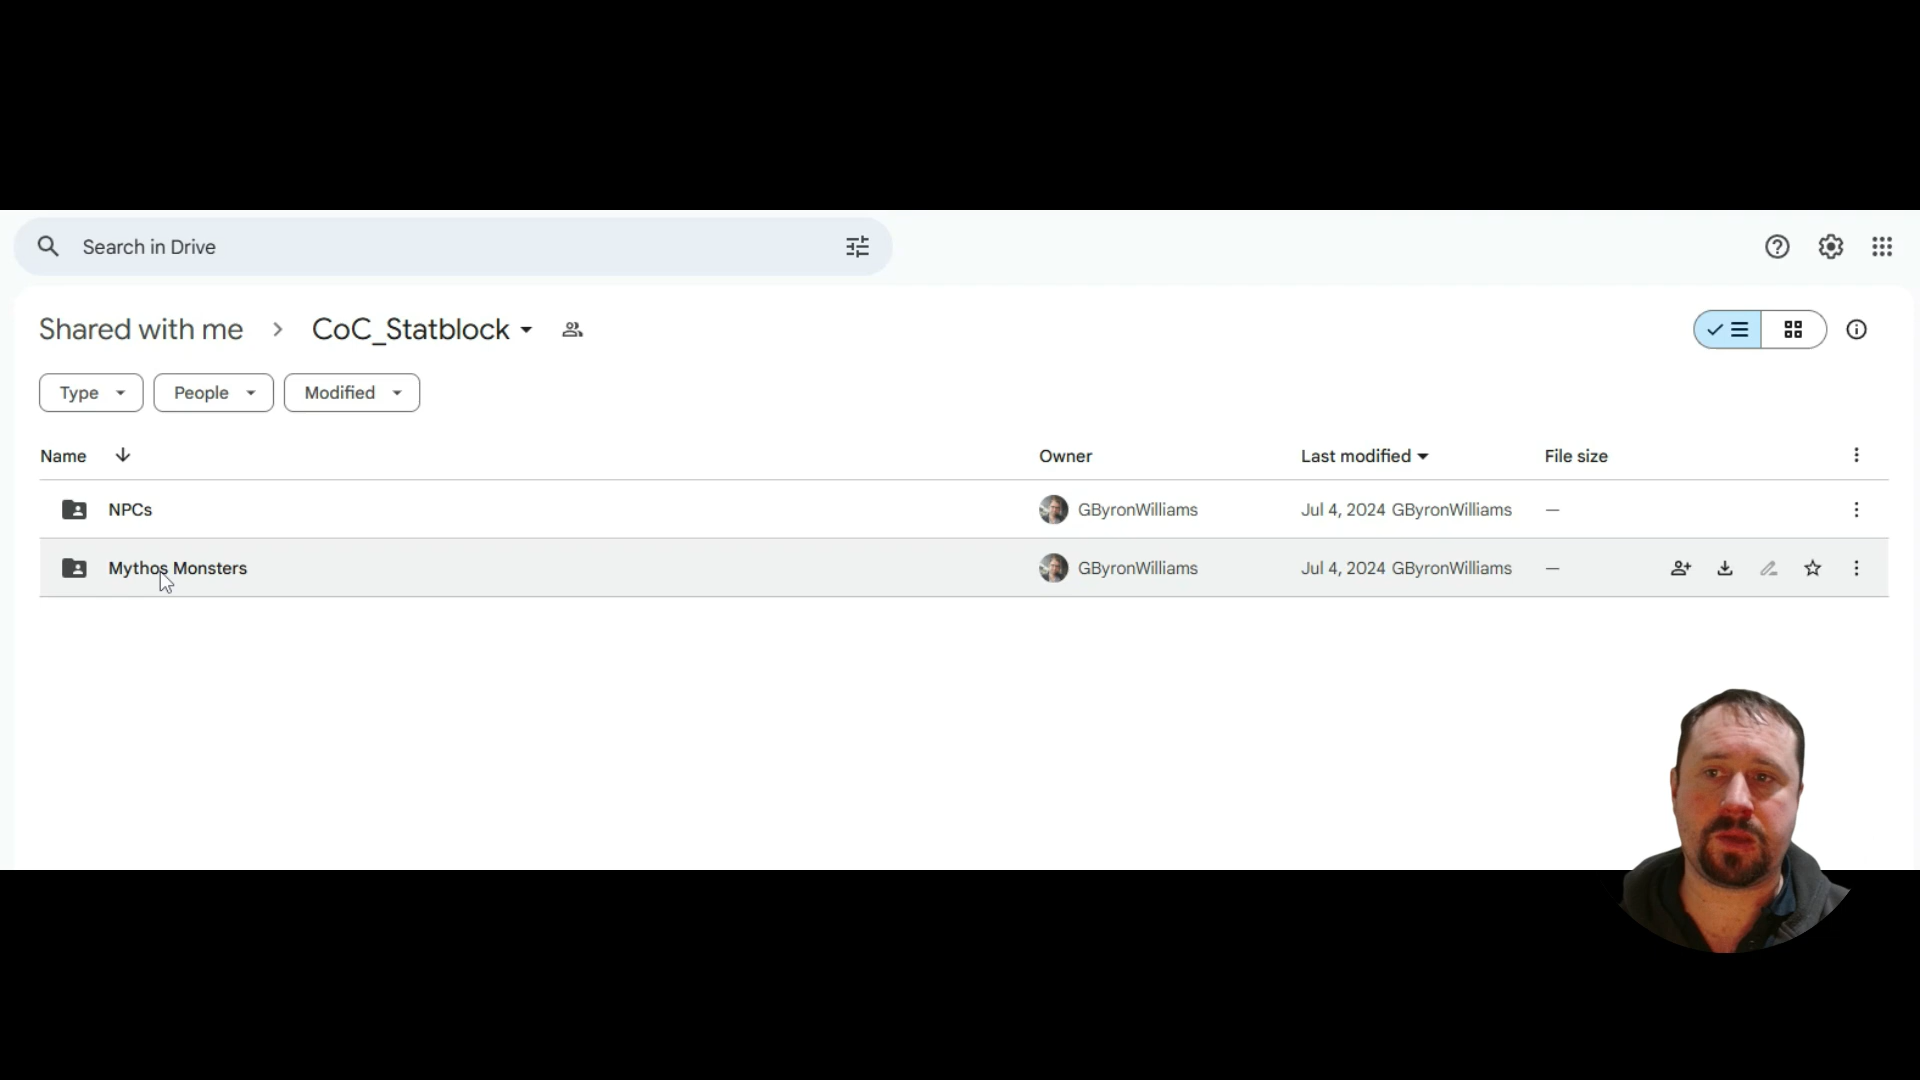 Search in Drive
Shared with me > CoC_Statblock
Type People Modified
Name Owner Last modified File size
NPCs GByronWilliams Jul 4, 2024 GByronWilliams —
Mythos Monsters GByronWilliams Jul 4, 2024 GByronWilliams —